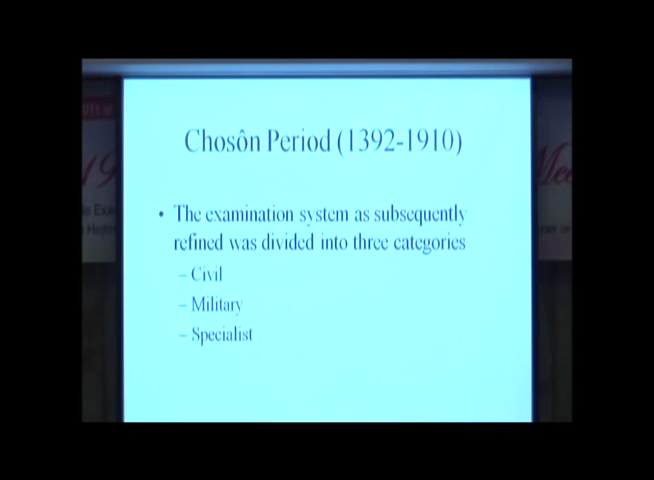 Chosôn Period (1392-1910)
• The examination system as subsequently
refined was divided into three categories
– Civil
– Military
– Specialist